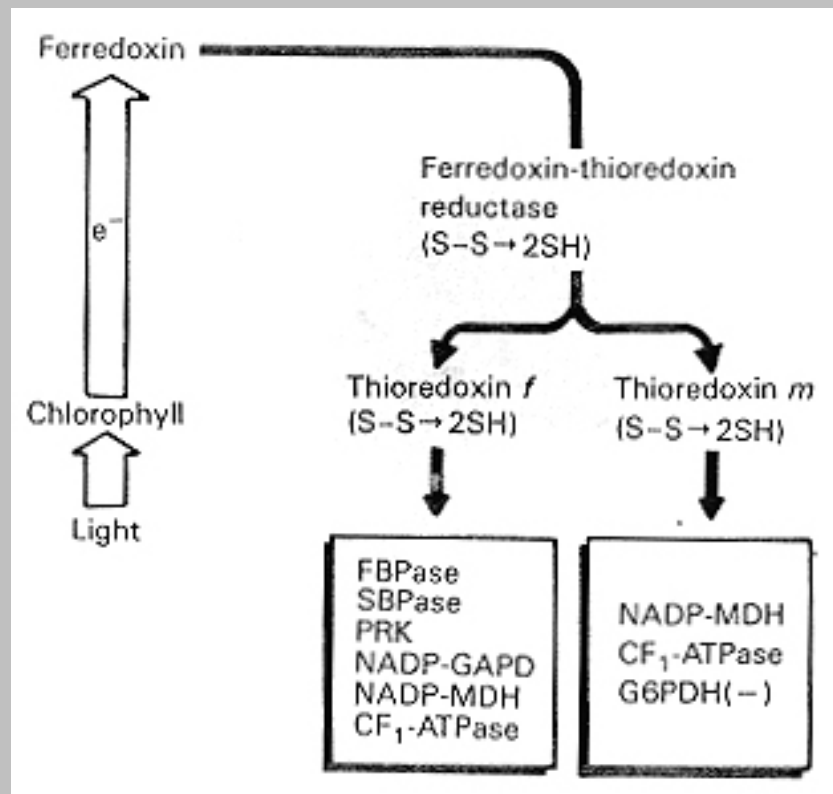 Ferredoxin
Ferredoxin-thioredoxin
reductase
(S–S→2SH)
e⁻
Thioredoxin f
(S–S→2SH)
Thioredoxin m
(S–S→2SH)
Chlorophyll
Light
FBPase
SBPase
PRK
NADP-GAPD
NADP-MDH
CF₁-ATPase
NADP-MDH
CF₁-ATPase
G6PDH(–)